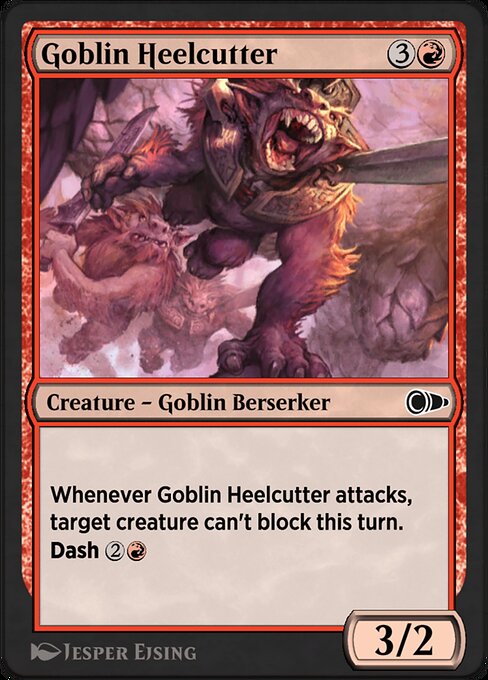 Goblin Heelcutter 3
Creature – Goblin Berserker
Whenever Goblin Heelcutter attacks,
target creature can't block this turn.
Dash 2
3/2
Jesper Ejsing